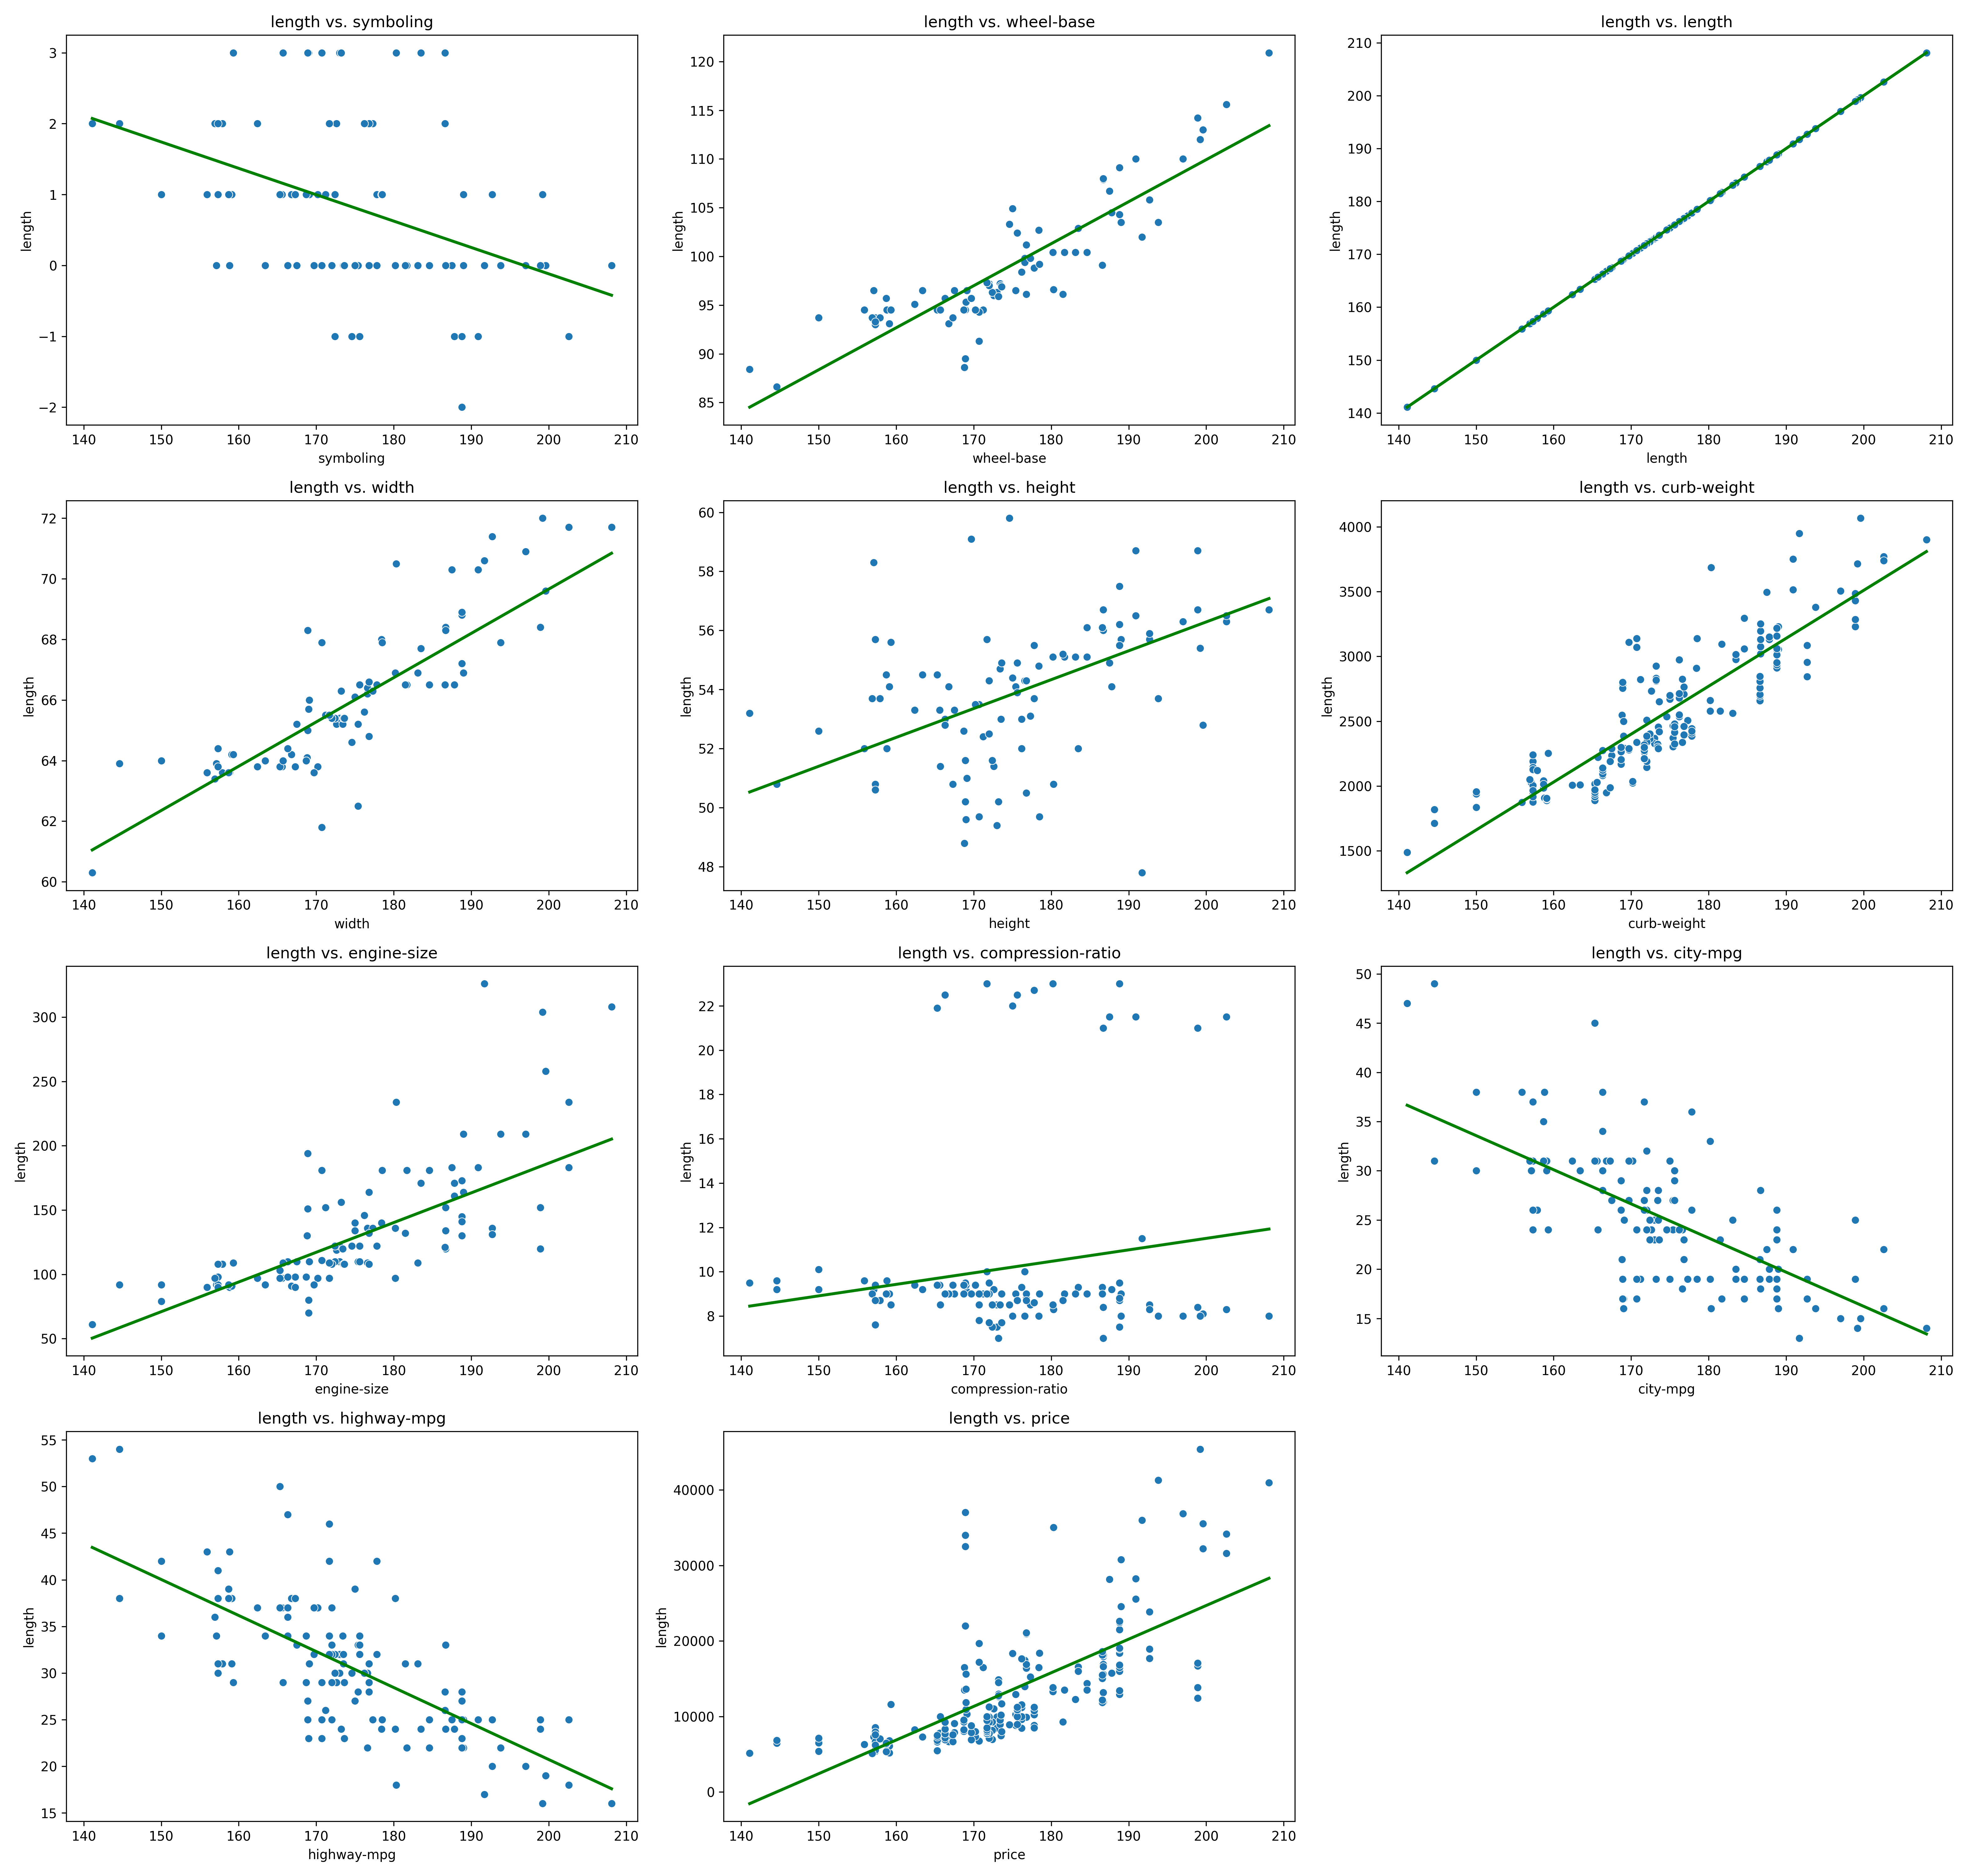 length vs. symboling
3
2
1
0
−1
−2
length
140 150 160 170 180 190 200 210
symboling
length vs. wheel-base
120
115
110
105
100
95
90
85
length
140 150 160 170 180 190 200 210
wheel-base
length vs. length
210
200
190
180
170
160
150
140
length
140 150 160 170 180 190 200 210
length
length vs. width
72
70
68
66
64
62
60
length
140 150 160 170 180 190 200 210
width
length vs. height
60
58
56
54
52
50
48
length
140 150 160 170 180 190 200 210
height
length vs. curb-weight
4000
3500
3000
2500
2000
1500
length
140 150 160 170 180 190 200 210
curb-weight
length vs. engine-size
300
250
200
150
100
50
length
140 150 160 170 180 190 200 210
engine-size
length vs. compression-ratio
22
20
18
16
14
12
10
8
length
140 150 160 170 180 190 200 210
compression-ratio
length vs. city-mpg
50
45
40
35
30
25
20
15
length
140 150 160 170 180 190 200 210
city-mpg
length vs. highway-mpg
55
50
45
40
35
30
25
20
15
length
140 150 160 170 180 190 200 210
highway-mpg
length vs. price
40000
30000
20000
10000
0
length
140 150 160 170 180 190 200 210
price